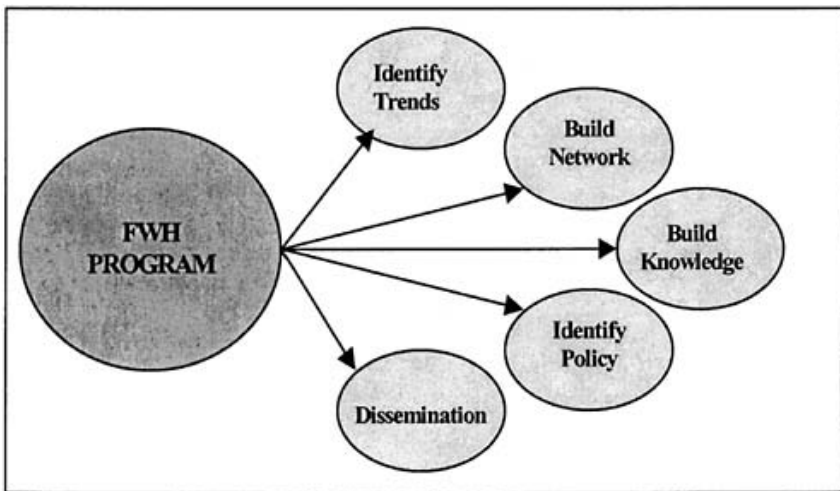 Identify
Trends
Build
Network
FWH
PROGRAM
Build
Knowledge
Identify
Policy
Dissemination